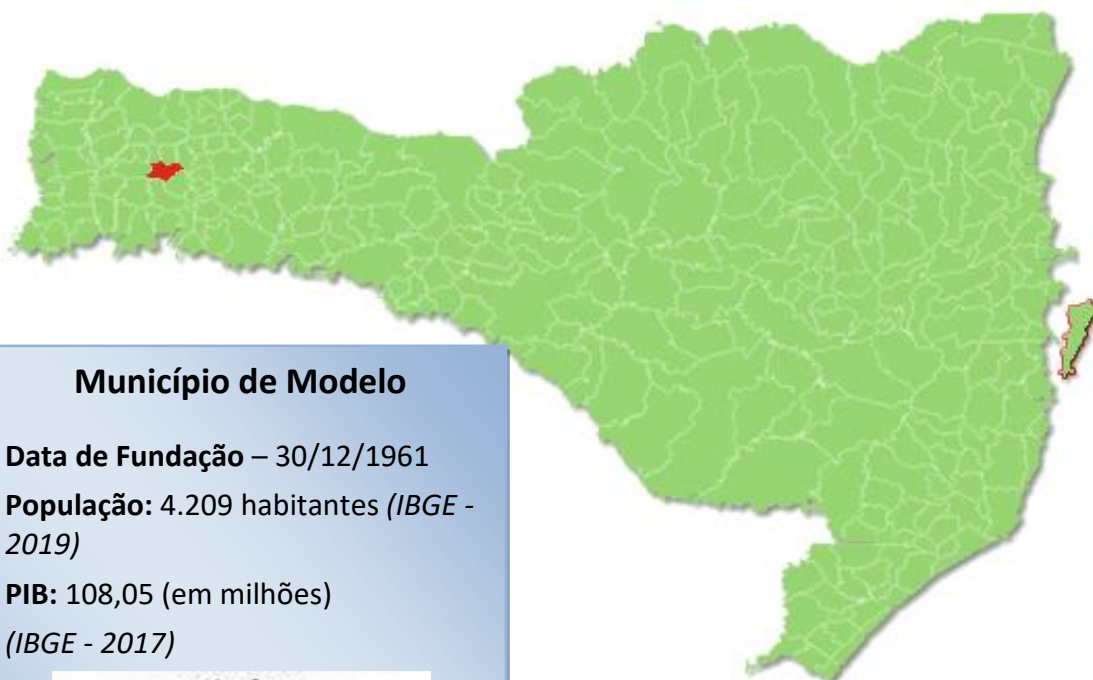 Município de Modelo
Data de Fundação – 30/12/1961
População: 4.209 habitantes (IBGE -
2019)
PIB: 108,05 (em milhões)
(IBGE - 2017)